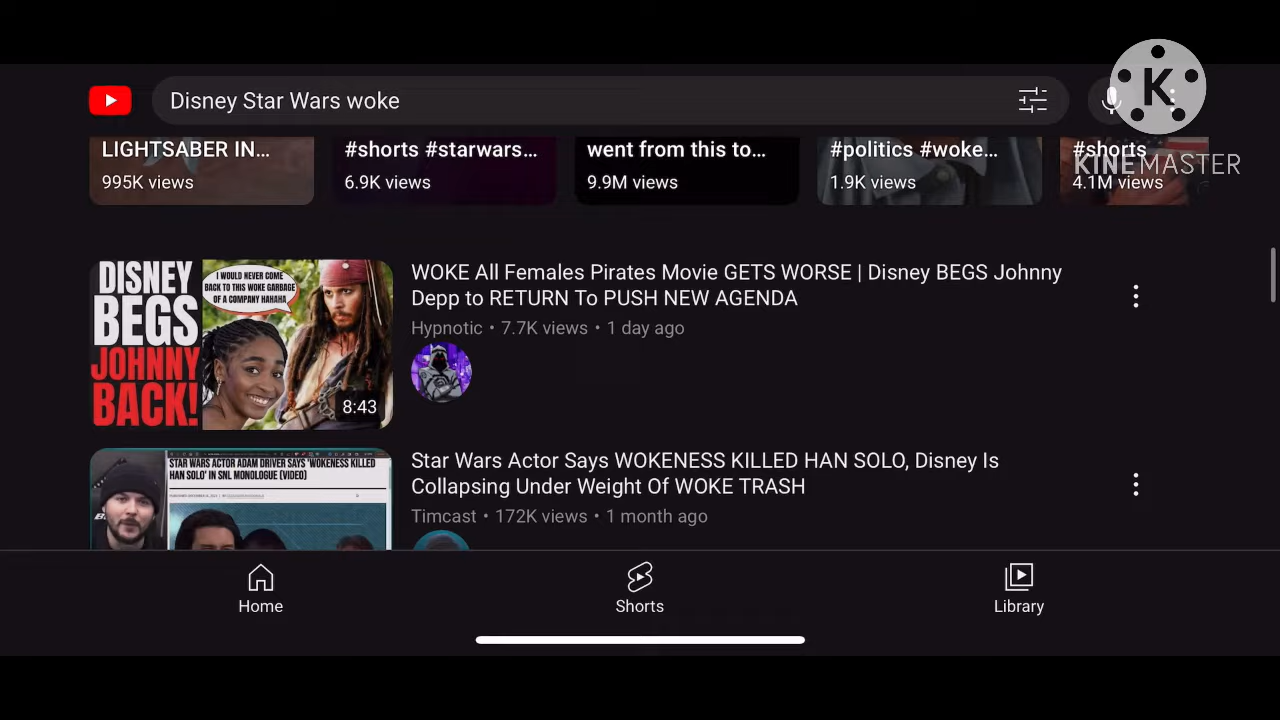 Disney Star Wars woke
K
KINEMASTER
LIGHTSABER IN...
995K views
#shorts #starwars...
6.9K views
went from this to...
9.9M views
#politics #woke...
1.9K views
#shorts
4.1M views
DISNEY
BEGS
JOHNNY
BACK!
I WOULD NEVER COME
BACK TO THIS WOKE GARBAGE
OF A COMPANY HAHAHA
8:43
WOKE All Females Pirates Movie GETS WORSE | Disney BEGS Johnny
Depp to RETURN To PUSH NEW AGENDA
Hypnotic • 7.7K views • 1 day ago
STAR WARS ACTOR ADAM DRIVER SAYS 'WOKENESS KILLED
HAN SOLO' IN SNL MONOLOGUE (VIDEO)
Star Wars Actor Says WOKENESS KILLED HAN SOLO, Disney Is
Collapsing Under Weight Of WOKE TRASH
Timcast • 172K views • 1 month ago
Home
Shorts
Library